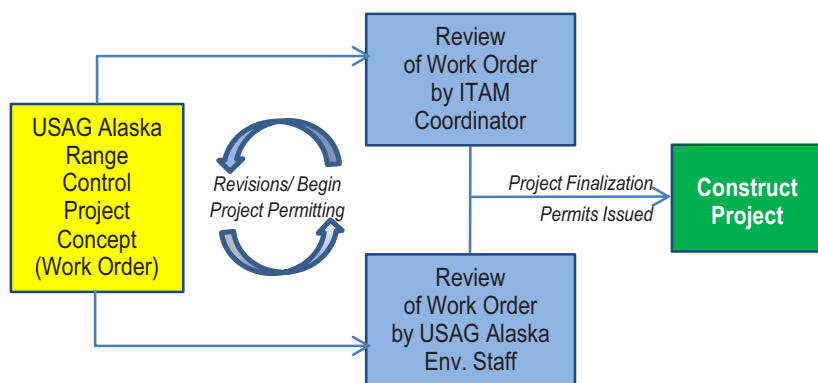 USAG Alaska
Range
Control
Project
Concept
(Work Order)
Review
of Work Order
by ITAM
Coordinator
Revisions/ Begin
Project Permitting
Review
of Work Order
by USAG Alaska
Env. Staff
Project Finalization
Permits Issued
Construct
Project